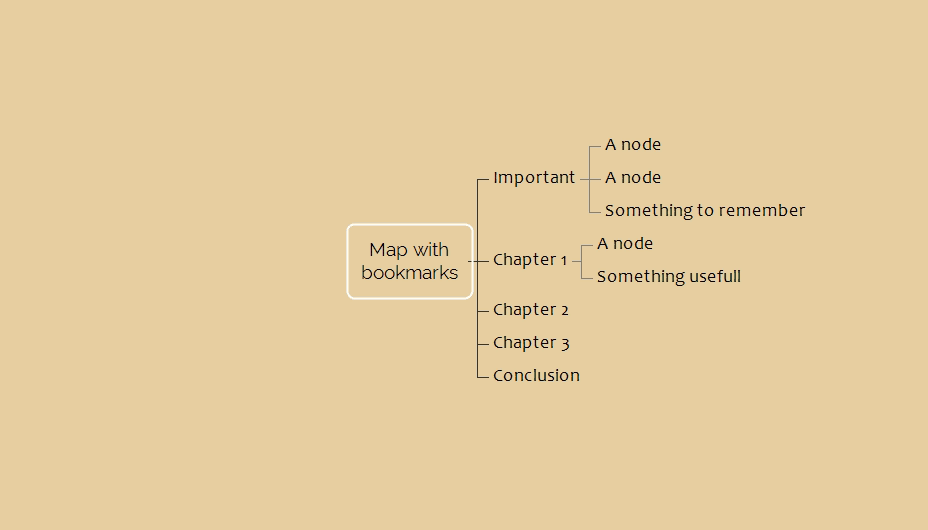 Map with
bookmarks
Important
A node
A node
Something to remember
Chapter 1
A node
Something usefull
Chapter 2
Chapter 3
Conclusion